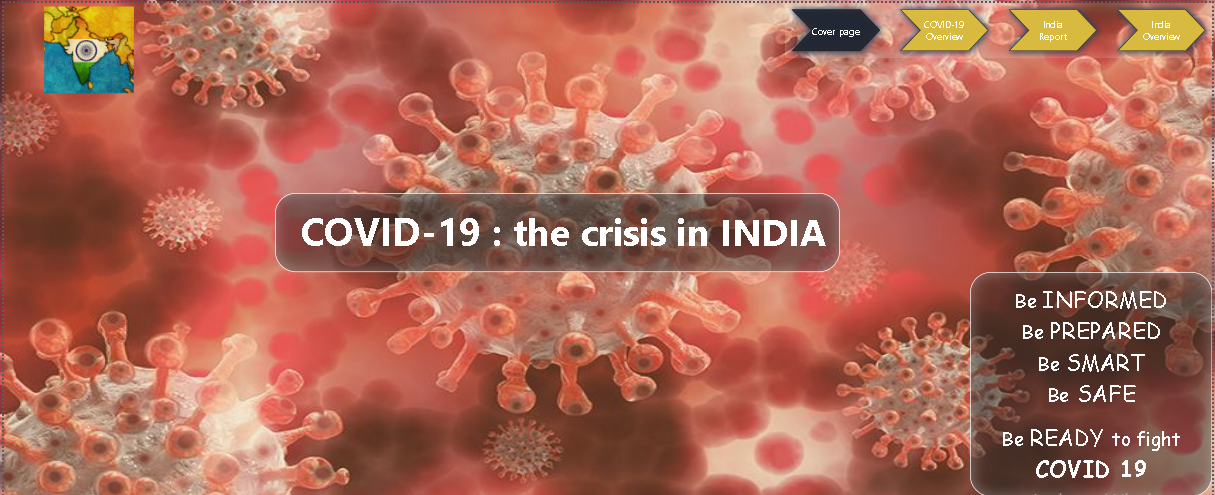 Cover page
COVID-19
Overview
India
Report
India
Overview
COVID-19 : the crisis in INDIA
Be INFORMED
Be PREPARED
Be SMART
Be SAFE
Be READY to fight
COVID 19